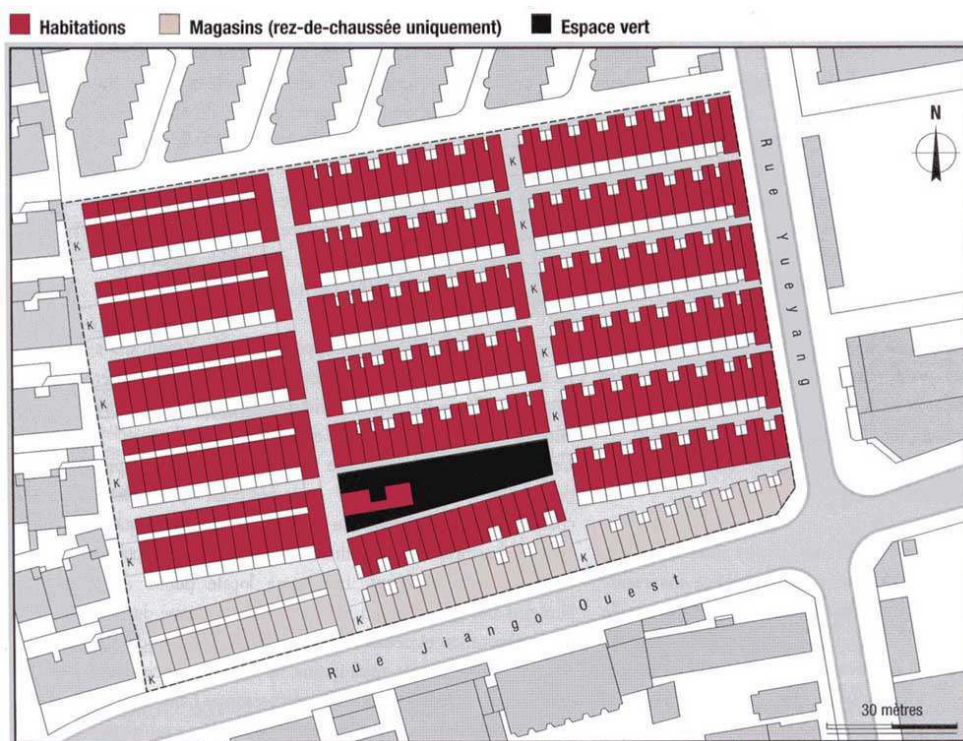 Habitations Magasins (rez-de-chaussée uniquement) Espace vert
N
K
K
K
K
K
K
K
K
K
K
K
K
K
K
Rue Yueyang
Rue Jiango Ouest
30 mètres